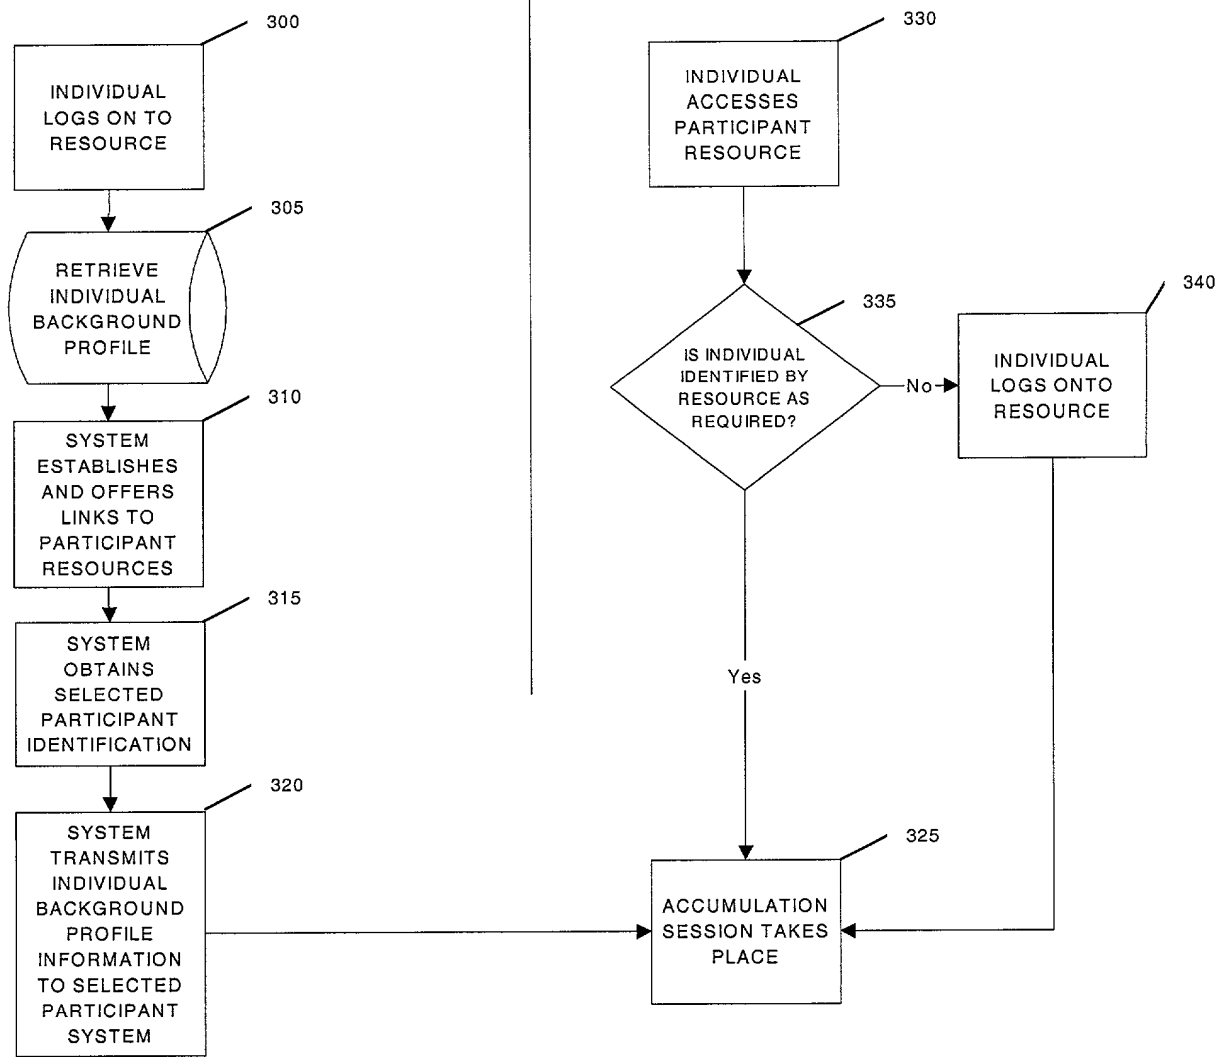 300
INDIVIDUAL
LOGS ON TO
RESOURCE
305
RETRIEVE
INDIVIDUAL
BACKGROUND
PROFILE
310
SYSTEM
ESTABLISHES
AND OFFERS
LINKS TO
PARTICIPANT
RESOURCES
315
SYSTEM
OBTAINS
SELECTED
PARTICIPANT
IDENTIFICATION
320
SYSTEM
TRANSMITS
INDIVIDUAL
BACKGROUND
PROFILE
INFORMATION
TO SELECTED
PARTICIPANT
SYSTEM
330
INDIVIDUAL
ACCESSES
PARTICIPANT
RESOURCE
335
IS INDIVIDUAL
IDENTIFIED BY
RESOURCE AS
REQUIRED?
No
340
INDIVIDUAL
LOGS ONTO
RESOURCE
Yes
325
ACCUMULATION
SESSION TAKES
PLACE